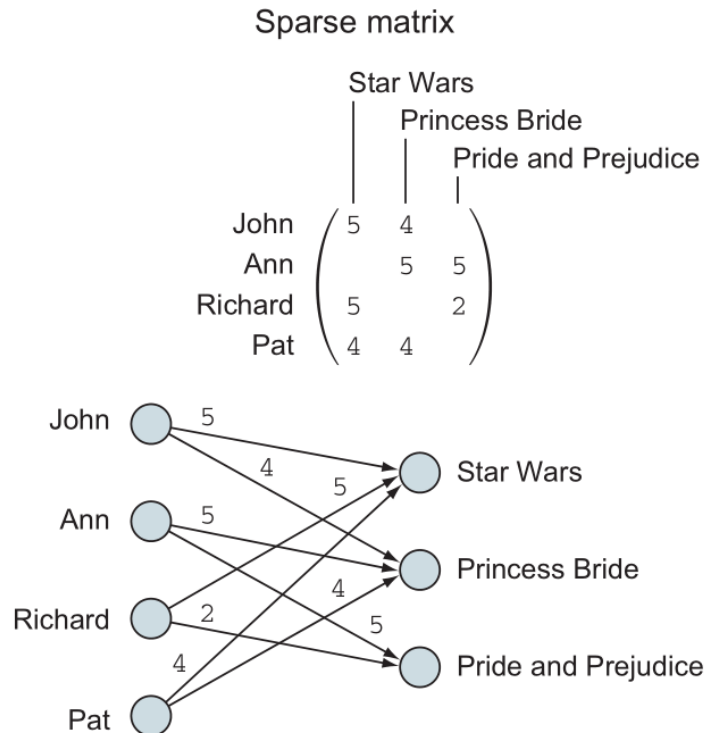 Sparse matrix
Star Wars
Princess Bride
Pride and Prejudice
John 5 4
Ann 5 5
Richard 5 2
Pat 4 4
John 5
4
5
Star Wars
Ann 5
4
Princess Bride
Richard 2
5
4
Pride and Prejudice
Pat